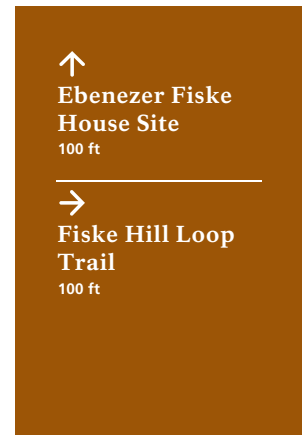 Ebenezer Fiske
House Site
100 ft
Fiske Hill Loop
Trail
100 ft